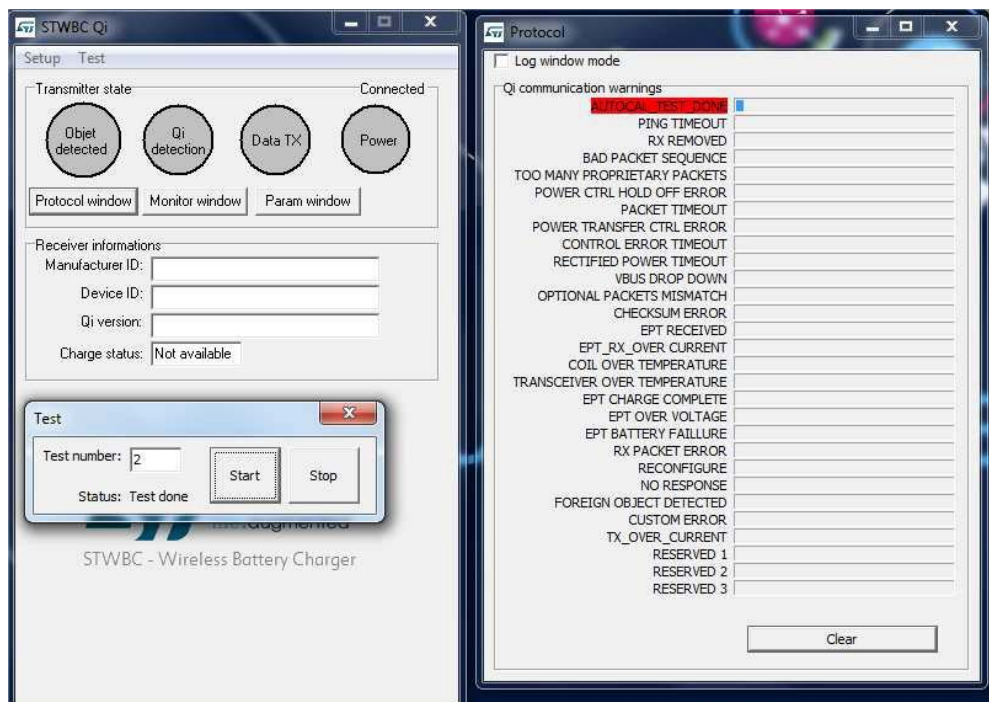 STWBC Qi
Setup Test
Transmitter state Connected
Objet detected
Qi detection
Data TX
Power
Protocol window Monitor window Param window
Receiver informations
Manufacturer ID:
Device ID:
Qi version:
Charge status: Not available
Test
Test number: 2
Start
Stop
Status: Test done
STWBC - Wireless Battery Charger
Protocol
Log window mode
Qi communication warnings
AUTOCAL_TEST_DONE
PING TIMEOUT
RX REMOVED
BAD PACKET SEQUENCE
TOO MANY PROPRIETARY PACKETS
POWER CTRL HOLD OFF ERROR
PACKET TIMEOUT
POWER TRANSFER CTRL ERROR
CONTROL ERROR TIMEOUT
RECTIFIED POWER TIMEOUT
VBUS DROP DOWN
OPTIONAL PACKETS MISMATCH
CHECKSUM ERROR
EPT RECEIVED
EPT_RX_OVER CURRENT
COIL OVER TEMPERATURE
TRANSCEIVER OVER TEMPERATURE
EPT CHARGE COMPLETE
EPT OVER VOLTAGE
EPT BATTERY FAILLURE
RX PACKET ERROR
RECONFIGURE
NO RESPONSE
FOREIGN OBJECT DETECTED
CUSTOM ERROR
TX_OVER_CURRENT
RESERVED 1
RESERVED 2
RESERVED 3
Clear